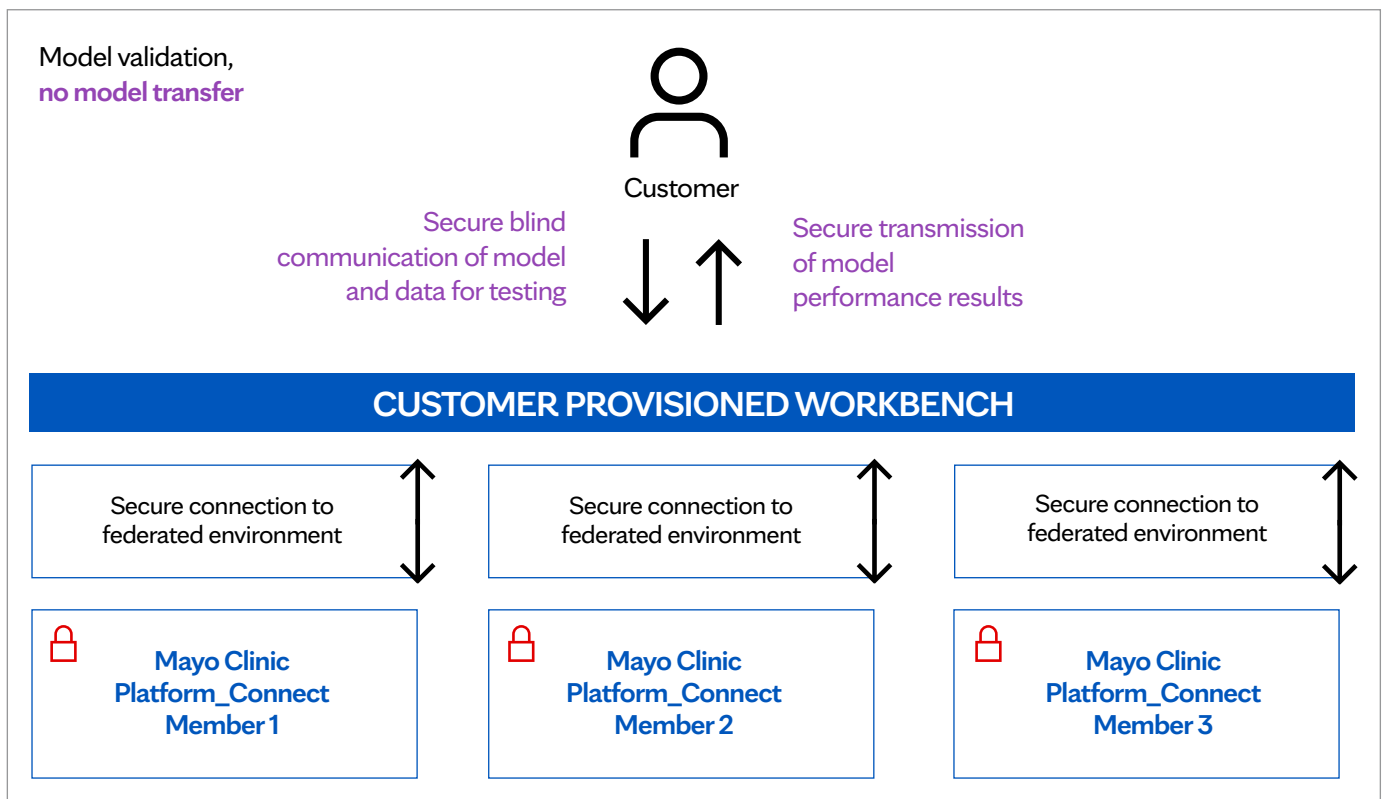 Model validation,
no model transfer
Customer
Secure blind
communication of model
and data for testing
Secure transmission
of model
performance results
CUSTOMER PROVISIONED WORKBENCH
Secure connection to
federated environment
Secure connection to
federated environment
Secure connection to
federated environment
Mayo Clinic
Platform_Connect
Member 1
Mayo Clinic
Platform_Connect
Member 2
Mayo Clinic
Platform_Connect
Member 3